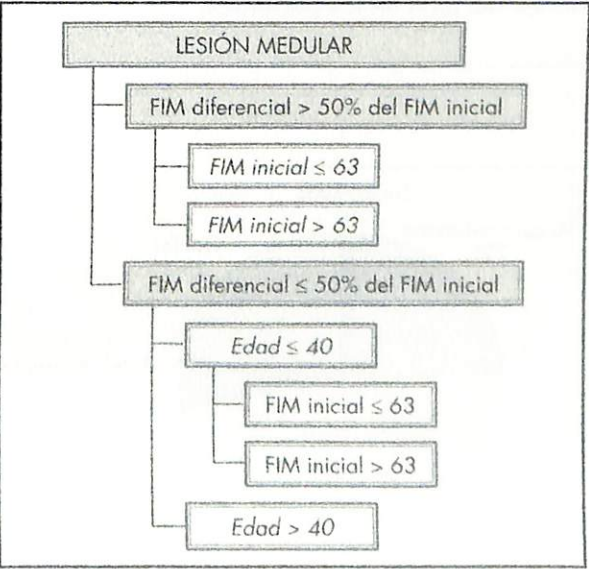 LESIÓN MEDULAR
FIM diferencial > 50% del FIM inicial
FIM inicial ≤ 63
FIM inicial > 63
FIM diferencial ≤ 50% del FIM inicial
Edad ≤ 40
FIM inicial ≤ 63
FIM inicial > 63
Edad > 40